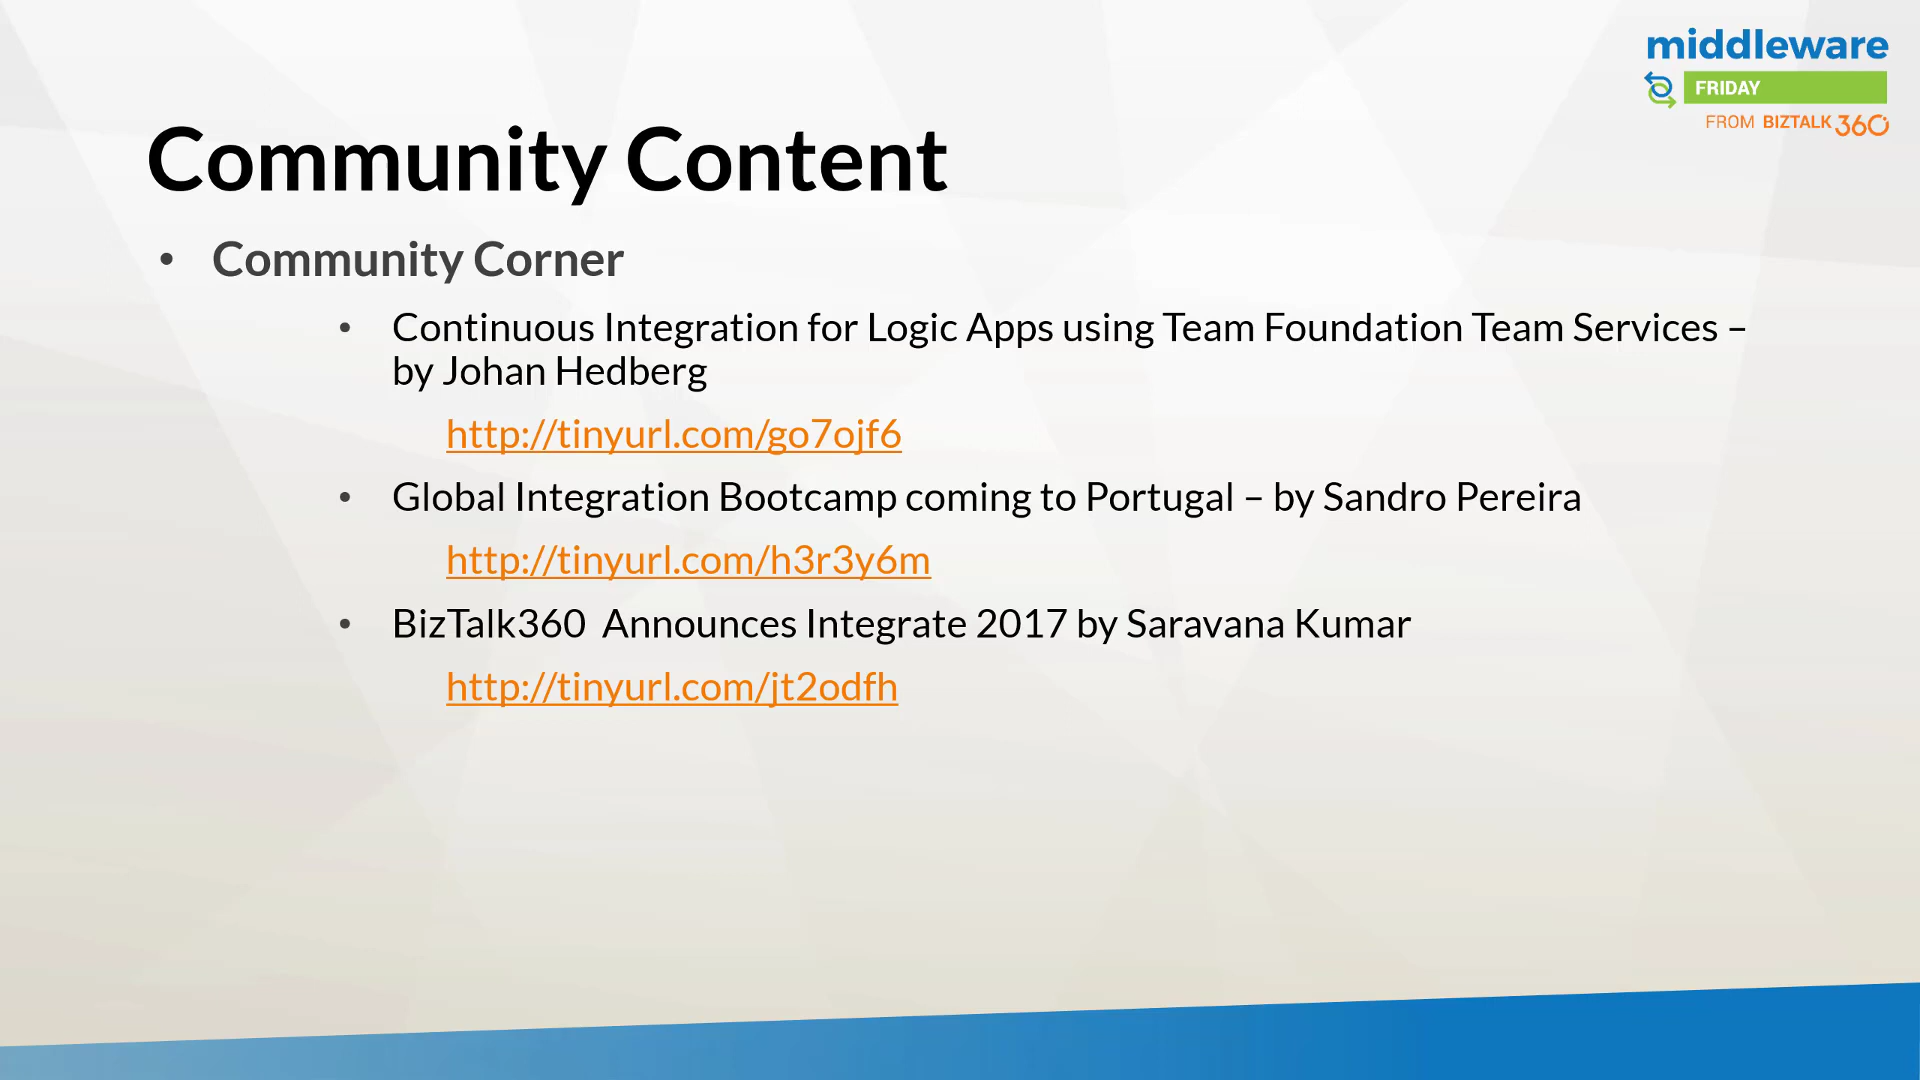 middleware
FRIDAY
FROM BIZTALK 360
Community Content
• Community Corner
• Continuous Integration for Logic Apps using Team Foundation Team Services –
by Johan Hedberg
http://tinyurl.com/go7ojf6
• Global Integration Bootcamp coming to Portugal – by Sandro Pereira
http://tinyurl.com/h3r3y6m
• BizTalk360  Announces Integrate 2017 by Saravana Kumar
http://tinyurl.com/jt2odfh